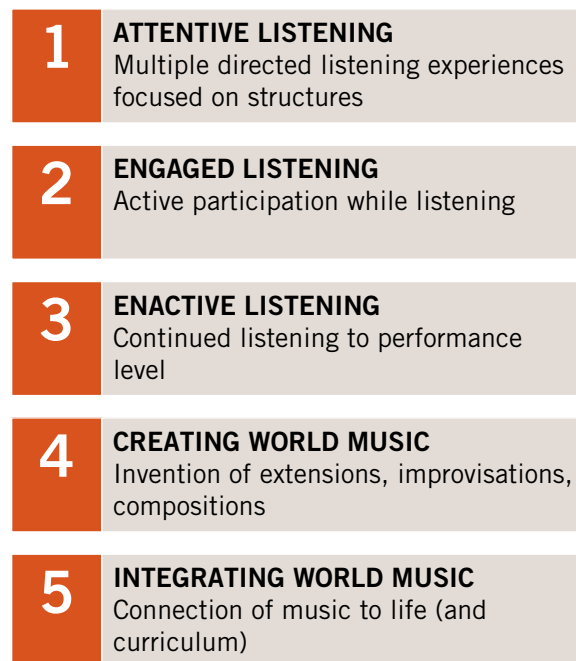 1
ATTENTIVE LISTENING
Multiple directed listening experiences
focused on structures
2
ENGAGED LISTENING
Active participation while listening
3
ENACTIVE LISTENING
Continued listening to performance
level
4
CREATING WORLD MUSIC
Invention of extensions, improvisations,
compositions
5
INTEGRATING WORLD MUSIC
Connection of music to life (and
curriculum)